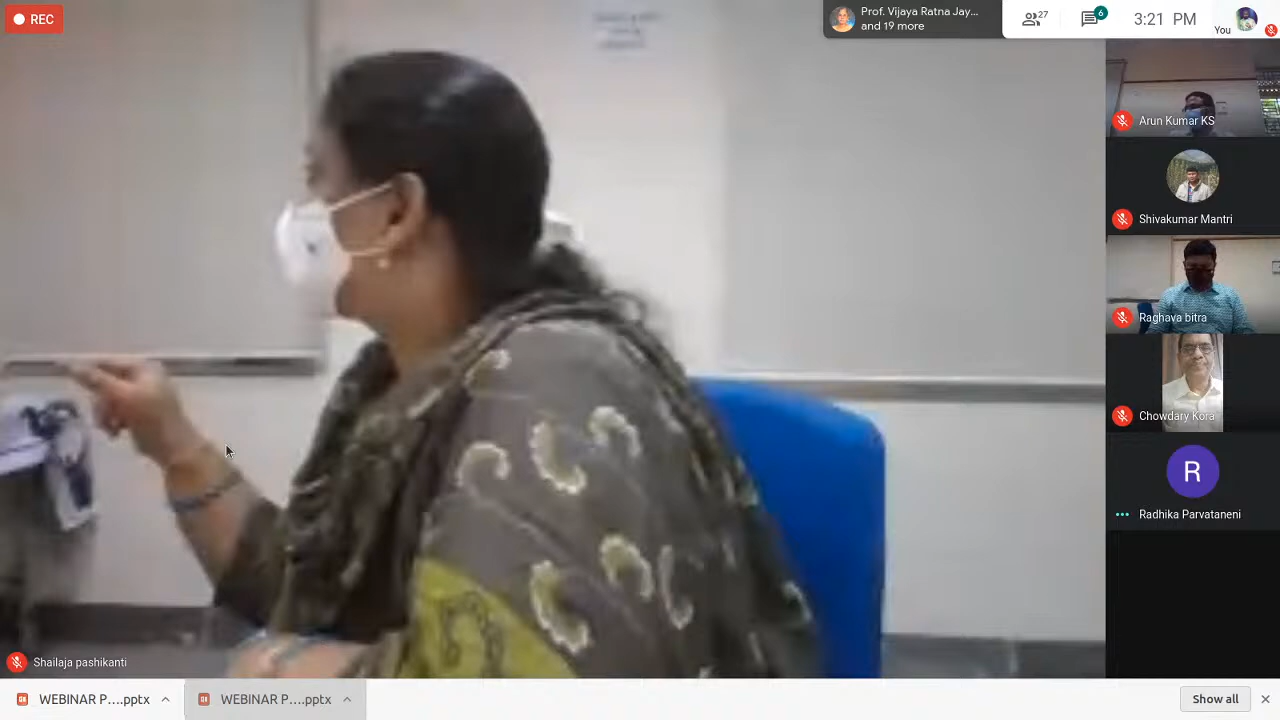 REC
Prof. Vijaya Ratna Jay...
and 19 more
27
6
3:21 PM
You
Arun Kumar KS
Shivakumar Mantri
Raghava bitra
Chowdary Kora
R
Radhika Parvataneni
Shailaja pashikanti
WEBINAR P....pptx
WEBINAR P....pptx
Show all